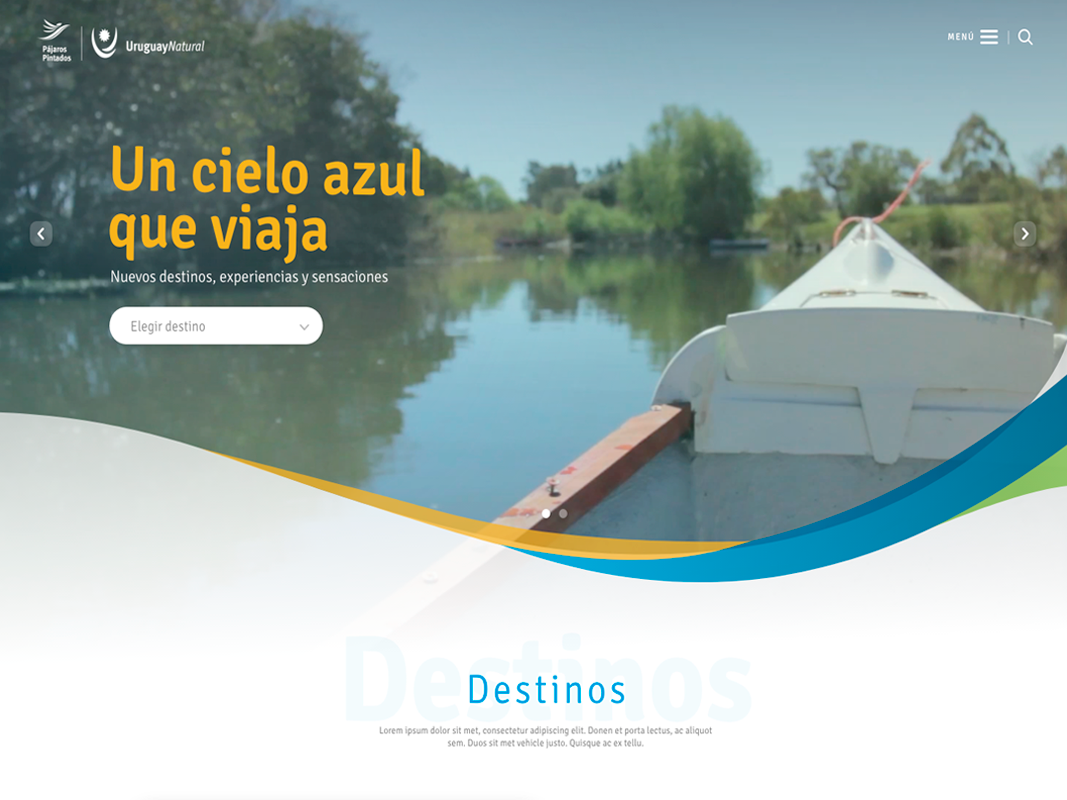 Pájaros
Pintados
UruguayNatural
MENÚ
Un cielo azul
que viaja
Nuevos destinos, experiencias y sensaciones
Elegir destino
Destinos
Destinos
Lorem ipsum dolor sit met, consectetur adipiscing elit. Donen et porta lectus, ac aliquot
sem. Duos sit met vehicle justo. Quisque ac ex tellu.